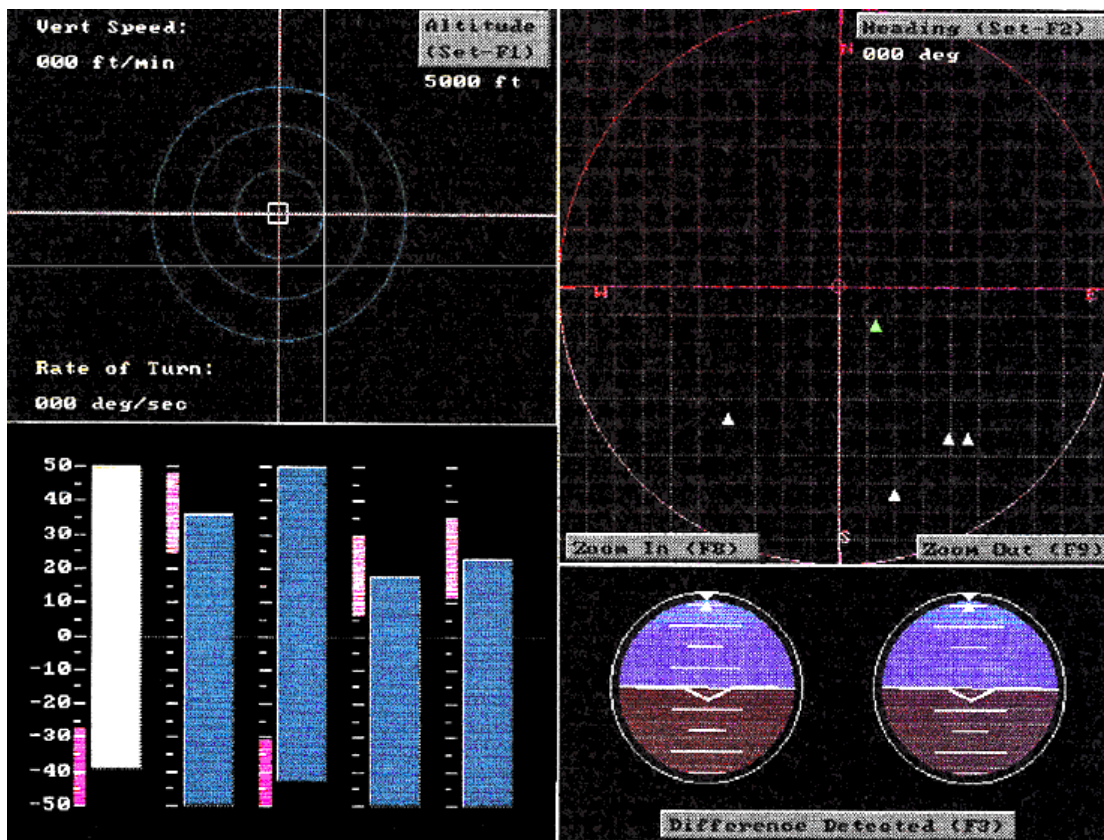 Vert Speed:
000 ft/min
Altitude
(Set-F1)
5000 ft
Rate of Turn:
000 deg/sec
Heading (Set-F2)
000 deg
N
W
E
S
Zoom In (F8)
Zoom Out (F9)
50
40
30
20
10
0
-10
-20
-30
-40
-50
Difference Detected (F3)